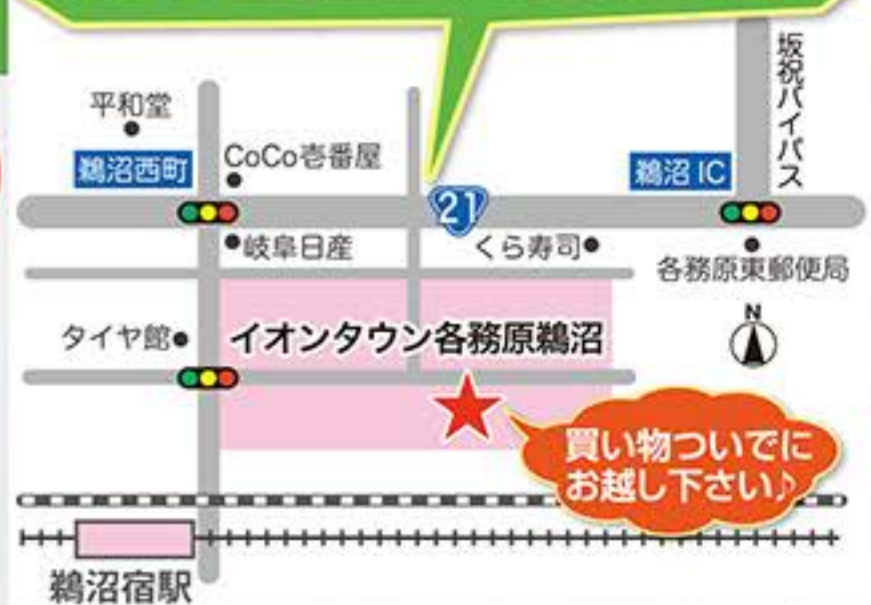 坂祝バイパス
平和堂
鵜沼西町
CoCo壱番屋
鵜沼 IC
21
岐阜日産
くら寿司
各務原東郵便局
N
タイヤ館
イオンタウン各務原鵜沼
買い物ついでに
お越し下さい♪
鵜沼宿駅